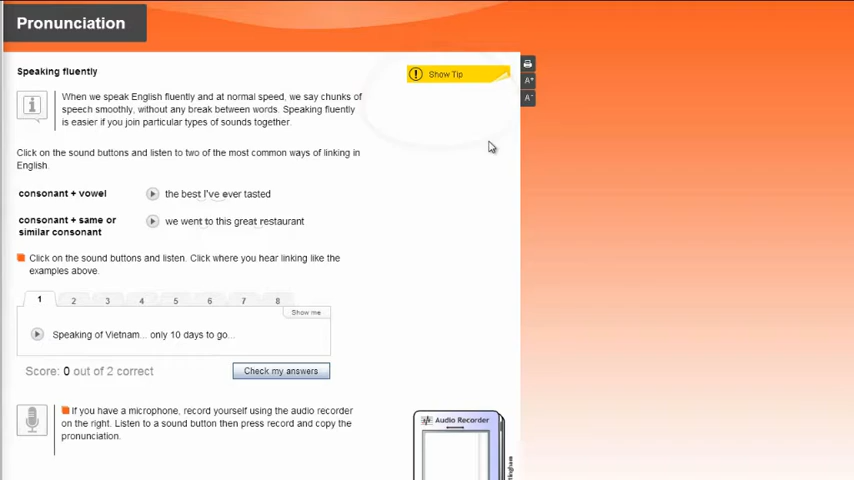 Pronunciation
Speaking fluently
Show Tip
A+
A-
When we speak English fluently and at normal speed, we say chunks of
speech smoothly, without any break between words. Speaking fluently
is easier if you join particular types of sounds together.
Click on the sound buttons and listen to two of the most common ways of linking in
English.
consonant + vowel
the best I've ever tasted
consonant + same or
similar consonant
we went to this great restaurant
Click on the sound buttons and listen. Click where you hear linking like the
examples above.
1 2 3 4 5 6 7 8
Show me
Speaking of Vietnam... only 10 days to go...
Score: 0 out of 2 correct
Check my answers
If you have a microphone, record yourself using the audio recorder
on the right. Listen to a sound button then press record and copy the
pronunciation.
Audio Recorder